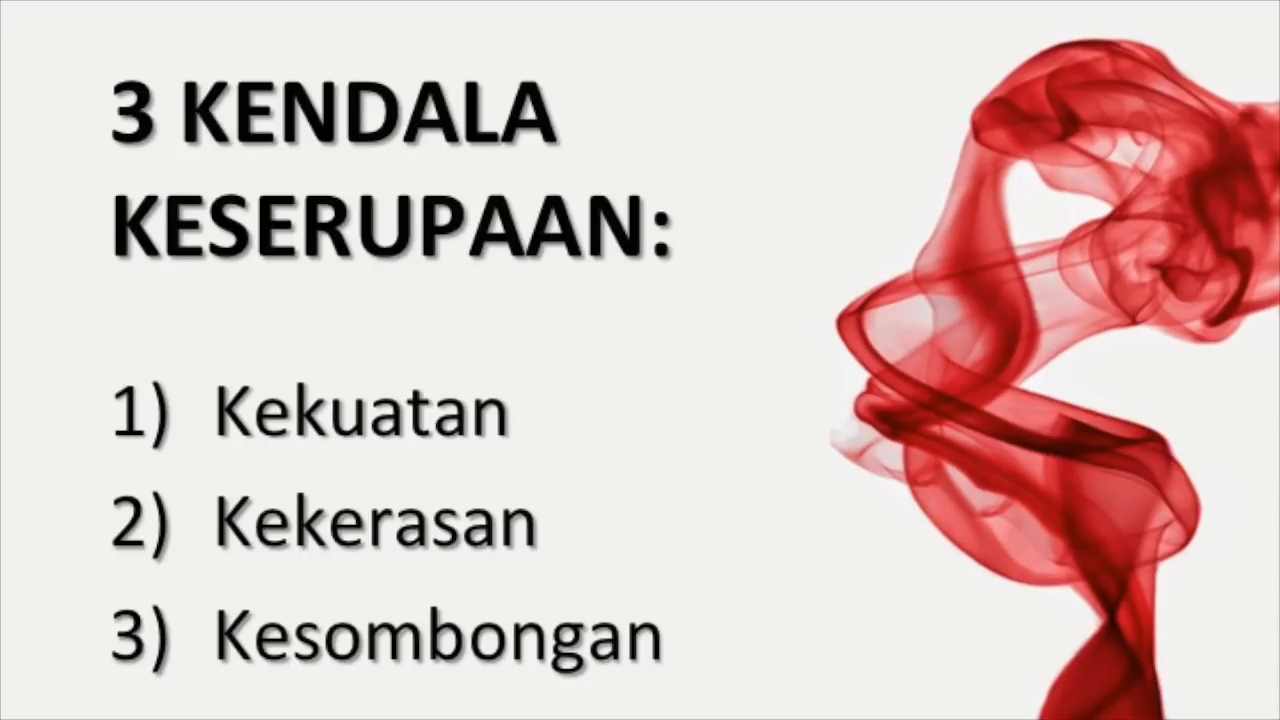 3 KENDALA
KESERUPAAN:
1) Kekuatan
2) Kekerasan
3) Kesombongan